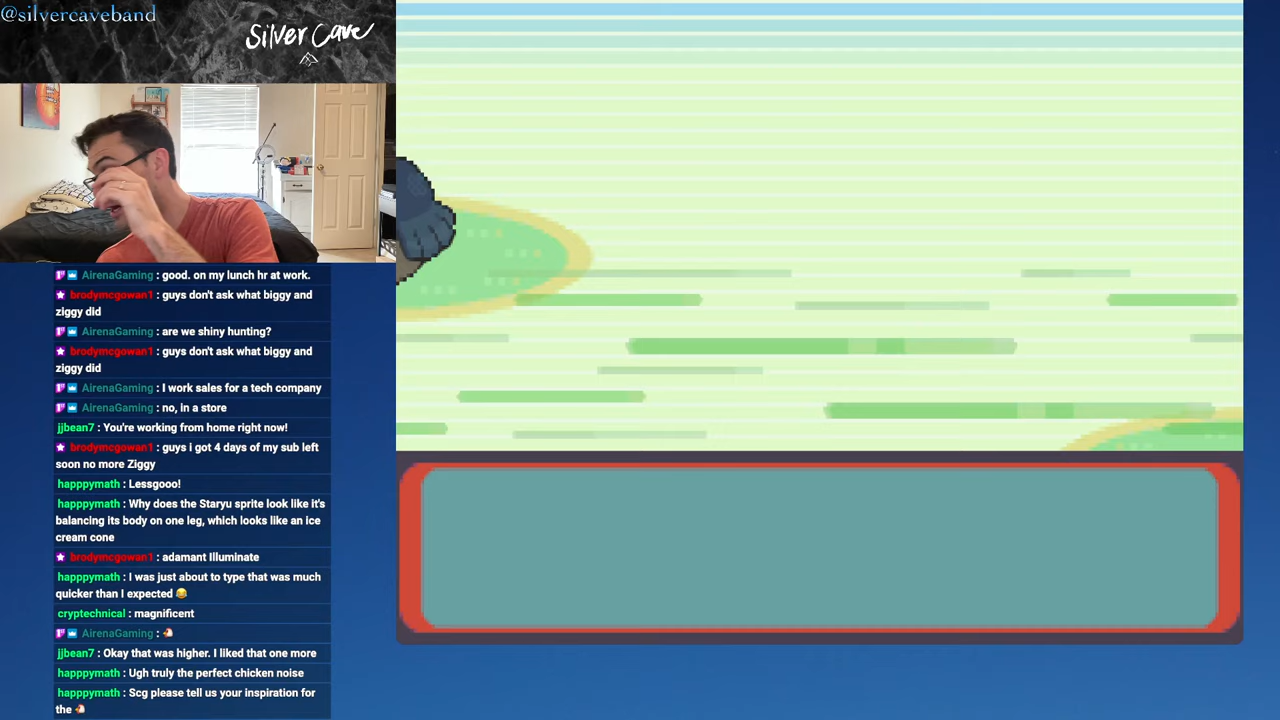 @silvercaveband
Silver Cave
AirenaGaming : good. on my lunch hr at work.
brodymcgowan1 : guys don't ask what biggy and
ziggy did
AirenaGaming : are we shiny hunting?
brodymcgowan1 : guys don't ask what biggy and
ziggy did
AirenaGaming : I work sales for a tech company
AirenaGaming : no, In a store
jjbean7 : You're working from home right now!
brodymcgowan1 : guys i got 4 days of my sub left
soon no more Ziggy
happpymath : Lessgooo!
happpymath : Why does the Staryu sprite look like it's
balancing its body on one leg, which looks like an ice
cream cone
brodymcgowan1 : adamant Illuminate
happpymath : I was just about to type that was much
quicker than I expected 😂
cryptechnical : magnificent
AirenaGaming : 🐔
jjbean7 : Okay that was higher. I liked that one more
happpymath : Ugh truly the perfect chicken noise
happpymath : Scg please tell us your inspiration for
the 🐔